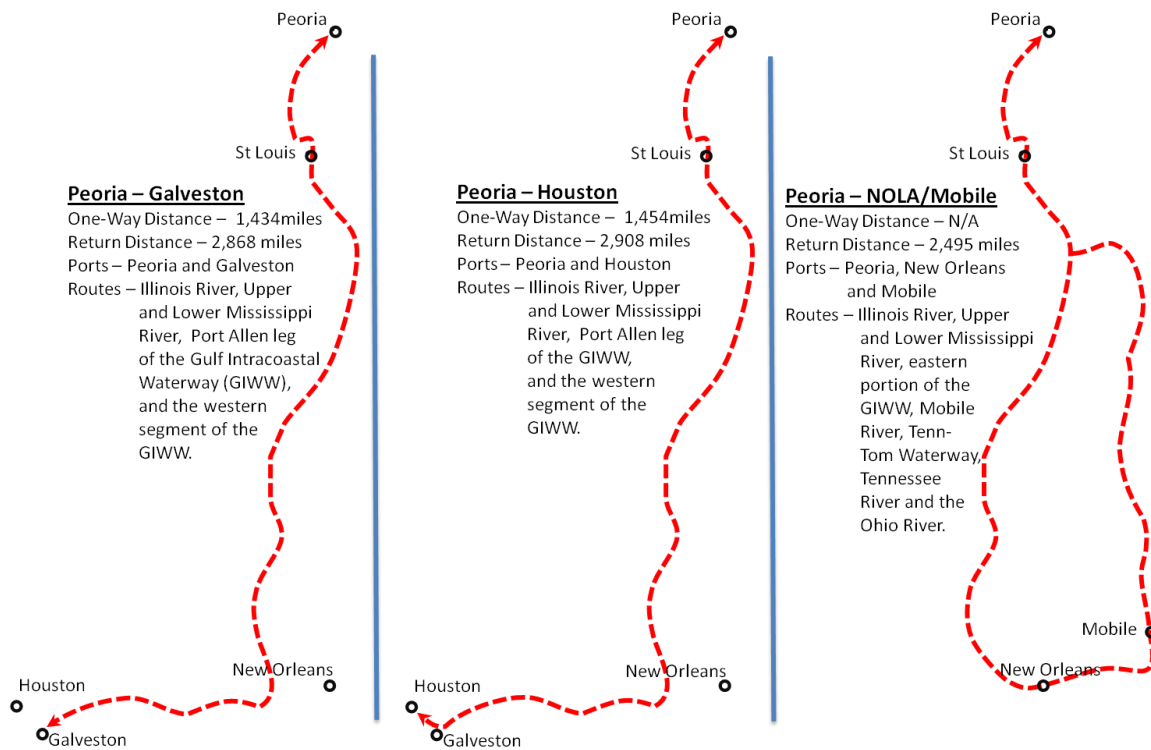 Peoria
St Louis
Peoria – Galveston
One-Way Distance – 1,434miles
Return Distance – 2,868 miles
Ports – Peoria and Galveston
Routes – Illinois River, Upper
and Lower Mississippi
River, Port Allen leg
of the Gulf Intracoastal
Waterway (GIWW),
and the western
segment of the
GIWW.
New Orleans
Houston
Galveston
Peoria
St Louis
Peoria – Houston
One-Way Distance – 1,454miles
Return Distance – 2,908 miles
Ports – Peoria and Houston
Routes – Illinois River, Upper
and Lower Mississippi
River, Port Allen leg
of the GIWW,
and the western
segment of the
GIWW.
New Orleans
Houston
Galveston
Peoria
St Louis
Peoria – NOLA/Mobile
One-Way Distance – N/A
Return Distance – 2,495 miles
Ports – Peoria, New Orleans
and Mobile
Routes – Illinois River, Upper
and Lower Mississippi
River, eastern
portion of the
GIWW, Mobile
River, Tenn-
Tom Waterway,
Tennessee
River and the
Ohio River.
Mobile
New Orleans